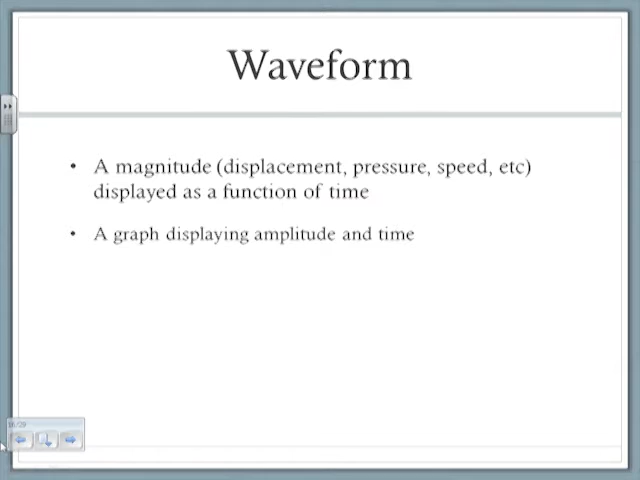 Waveform
• A magnitude (displacement, pressure, speed, etc)
displayed as a function of time
• A graph displaying amplitude and time